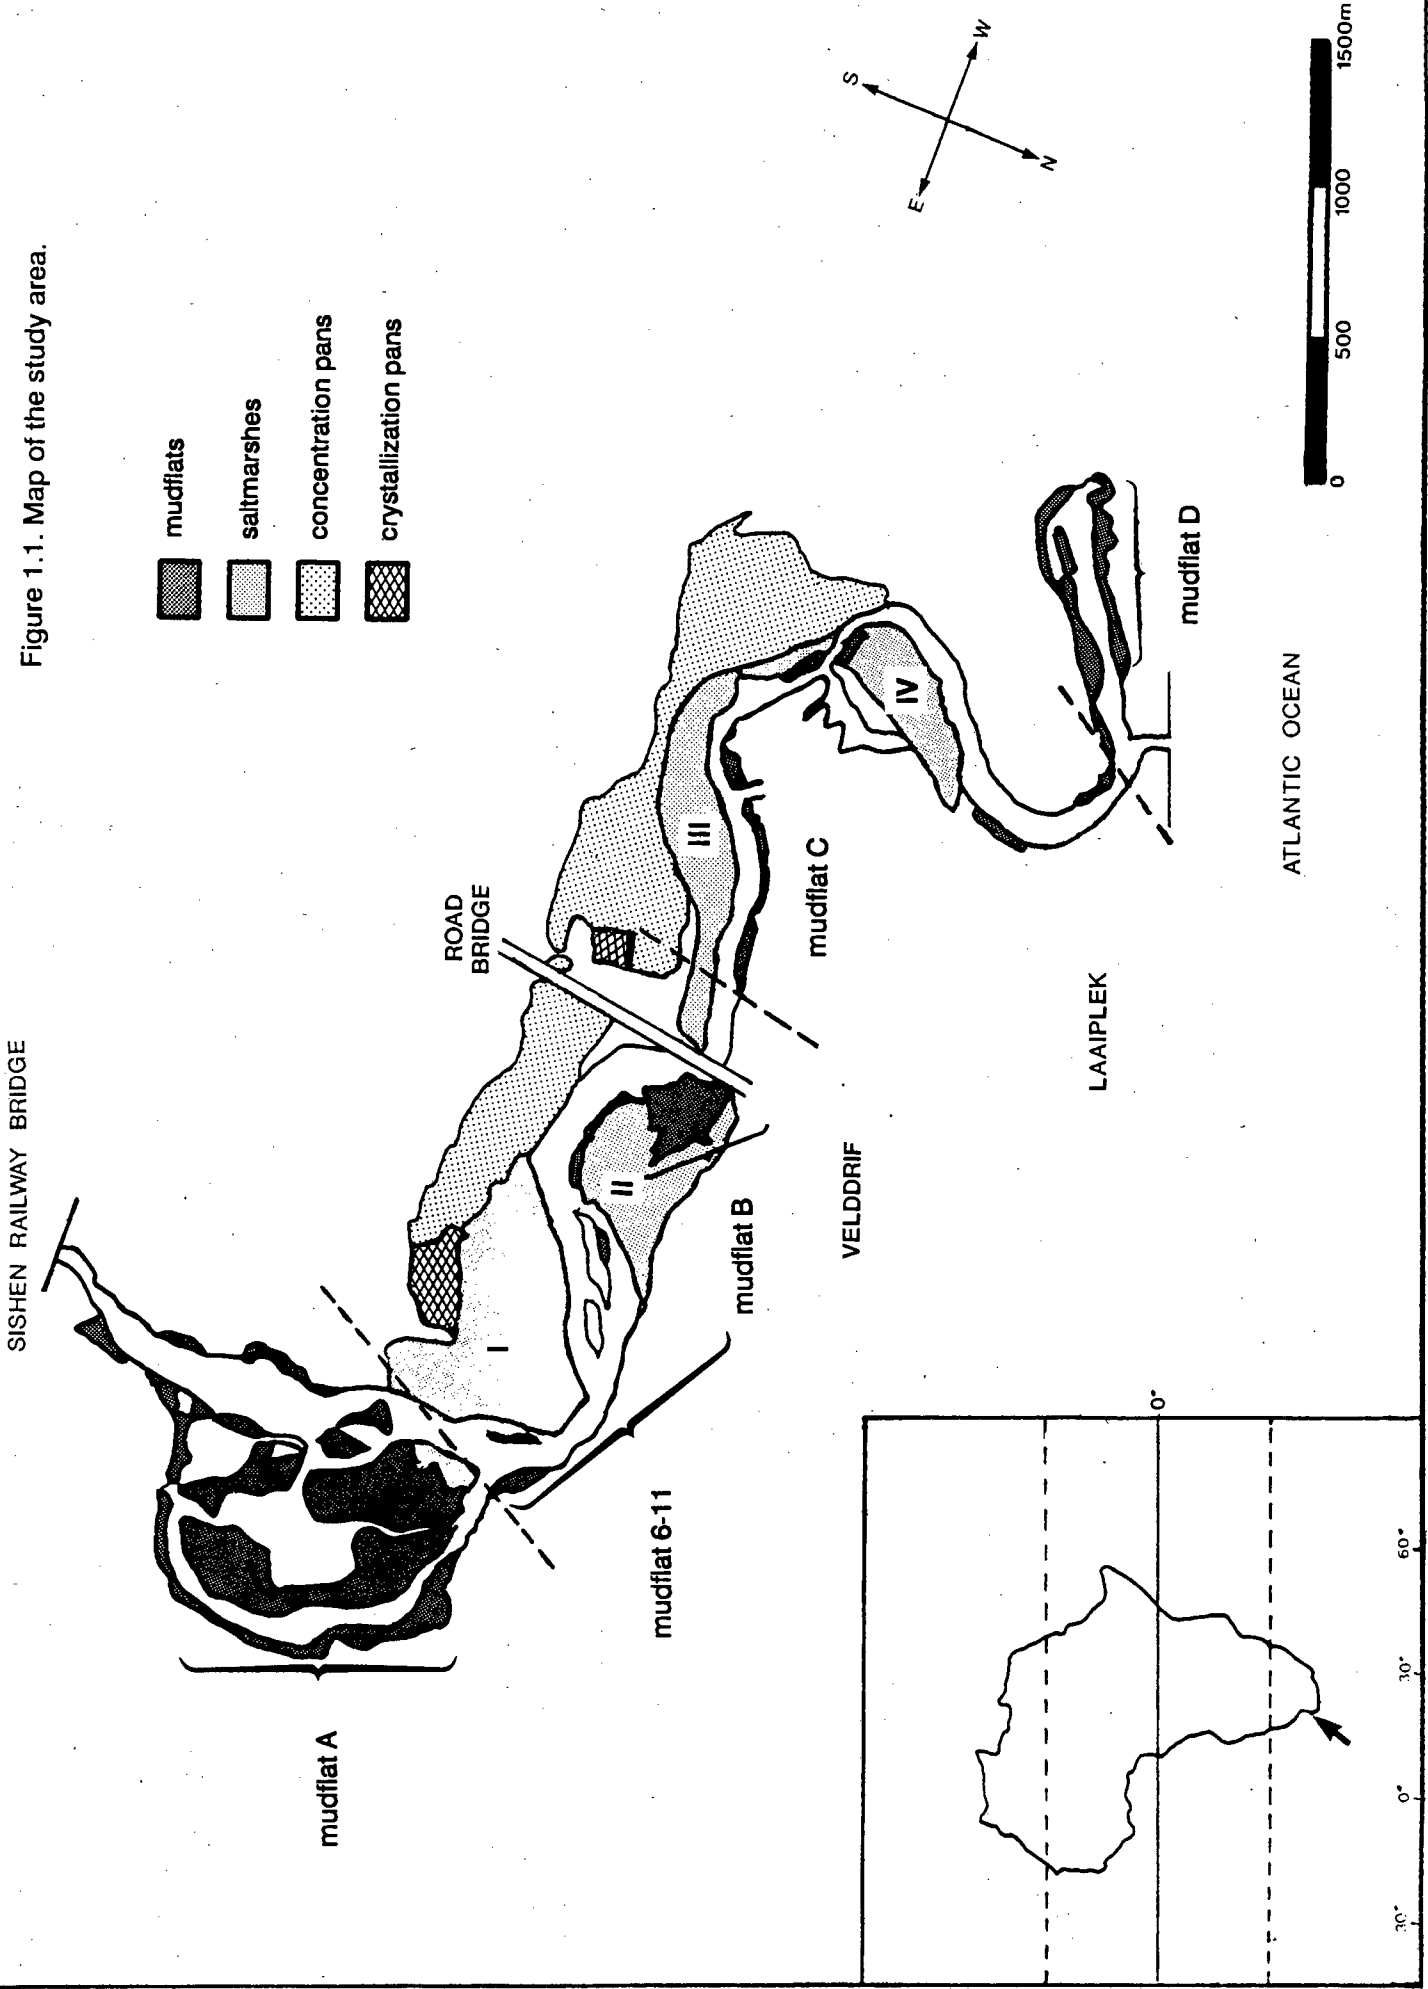 Figure 1.1. Map of the study area.
mudflats
saltmarshes
concentration pans
crystallization pans
SISHEN RAILWAY BRIDGE
ROAD
BRIDGE
S
W
E
N
I
II
III
IV
mudflat A
mudflat 6-11
mudflat B
mudflat C
mudflat D
VELDDRIF
LAAIPLEK
ATLANTIC OCEAN
0 500 1000 1500m
0°
30° 0° 30° 60°